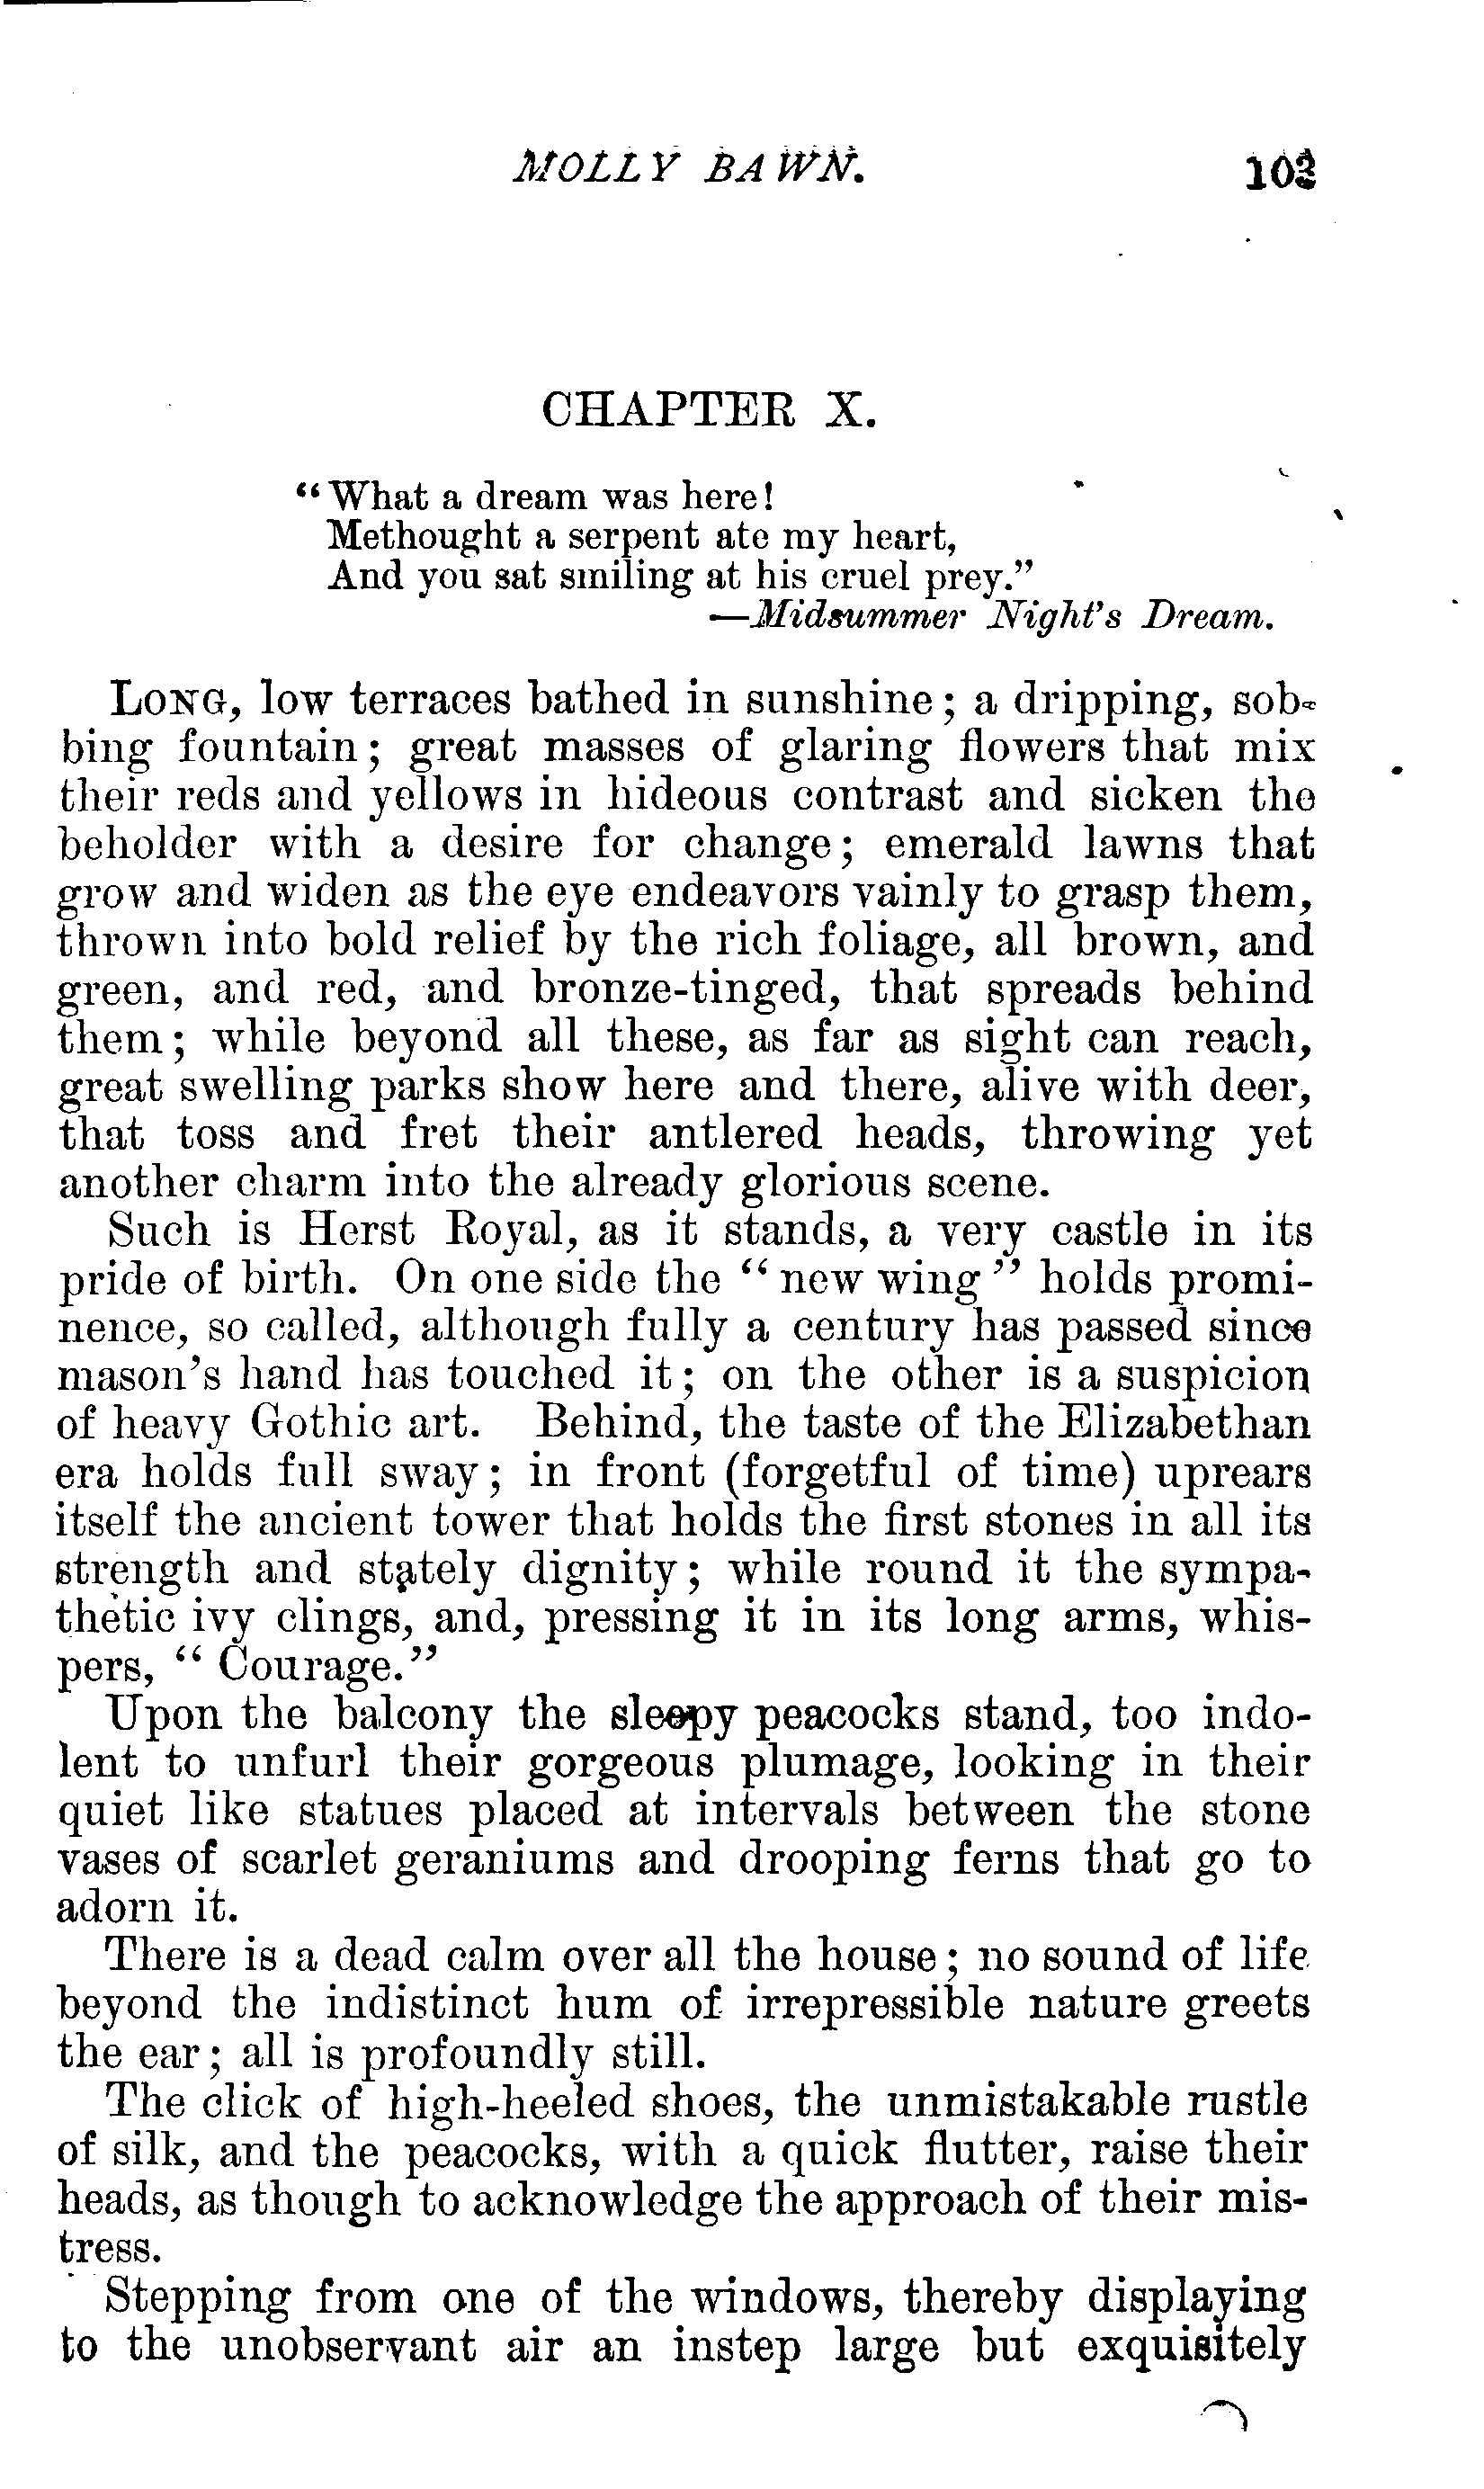 MOLLY BAWN. 103
CHAPTER X.
"What a dream was here!
Methought a serpent ate my heart,
And you sat smiling at his cruel prey."
—Midsummer Night's Dream.
LONG, low terraces bathed in sunshine; a dripping, sob-
bing fountain; great masses of glaring flowers that mix
their reds and yellows in hideous contrast and sicken the
beholder with a desire for change; emerald lawns that
grow and widen as the eye endeavors vainly to grasp them,
thrown into bold relief by the rich foliage, all brown, and
green, and red, and bronze-tinged, that spreads behind
them; while beyond all these, as far as sight can reach,
great swelling parks show here and there, alive with deer,
that toss and fret their antlered heads, throwing yet
another charm into the already glorious scene.
Such is Herst Royal, as it stands, a very castle in its
pride of birth. On one side the "new wing" holds promi-
nence, so called, although fully a century has passed since
mason's hand has touched it; on the other is a suspicion
of heavy Gothic art. Behind, the taste of the Elizabethan
era holds full sway; in front (forgetful of time) uprears
itself the ancient tower that holds the first stones in all its
strength and stately dignity; while round it the sympa-
thetic ivy clings, and, pressing it in its long arms, whis-
pers, "Courage."
Upon the balcony the sleepy peacocks stand, too indo-
lent to unfurl their gorgeous plumage, looking in their
quiet like statues placed at intervals between the stone
vases of scarlet geraniums and drooping ferns that go to
adorn it.
There is a dead calm over all the house; no sound of life
beyond the indistinct hum of irrepressible nature greets
the ear; all is profoundly still.
The click of high-heeled shoes, the unmistakable rustle
of silk, and the peacocks, with a quick flutter, raise their
heads, as though to acknowledge the approach of their mis-
tress.
Stepping from one of the windows, thereby displaying
to the unobservant air an instep large but exquisitely